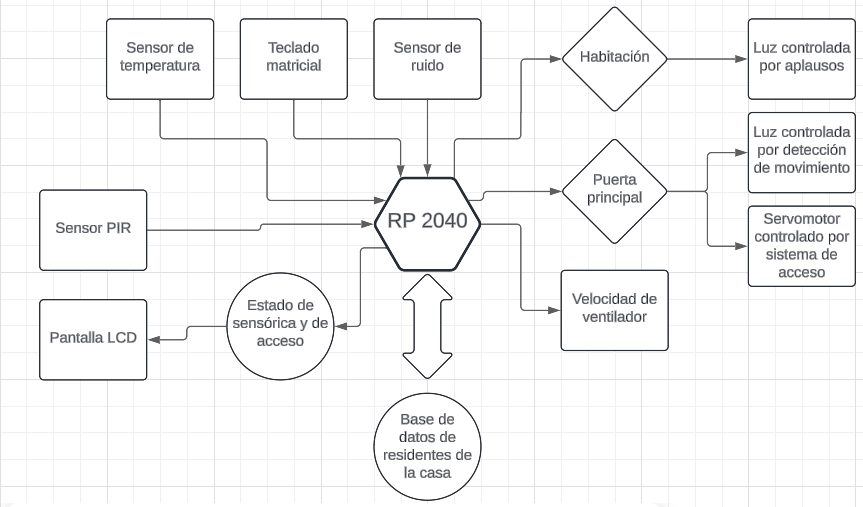 Sensor de
temperatura
Teclado
matricial
Sensor de
ruido
Habitación
Luz controlada
por aplausos
Luz controlada
por detección
de movimiento
Puerta
principal
Servomotor
controlado por
sistema de
acceso
Sensor PIR
RP 2040
Velocidad de
ventilador
Estado de
sensórica y de
acceso
Pantalla LCD
Base de
datos de
residentes de
la casa